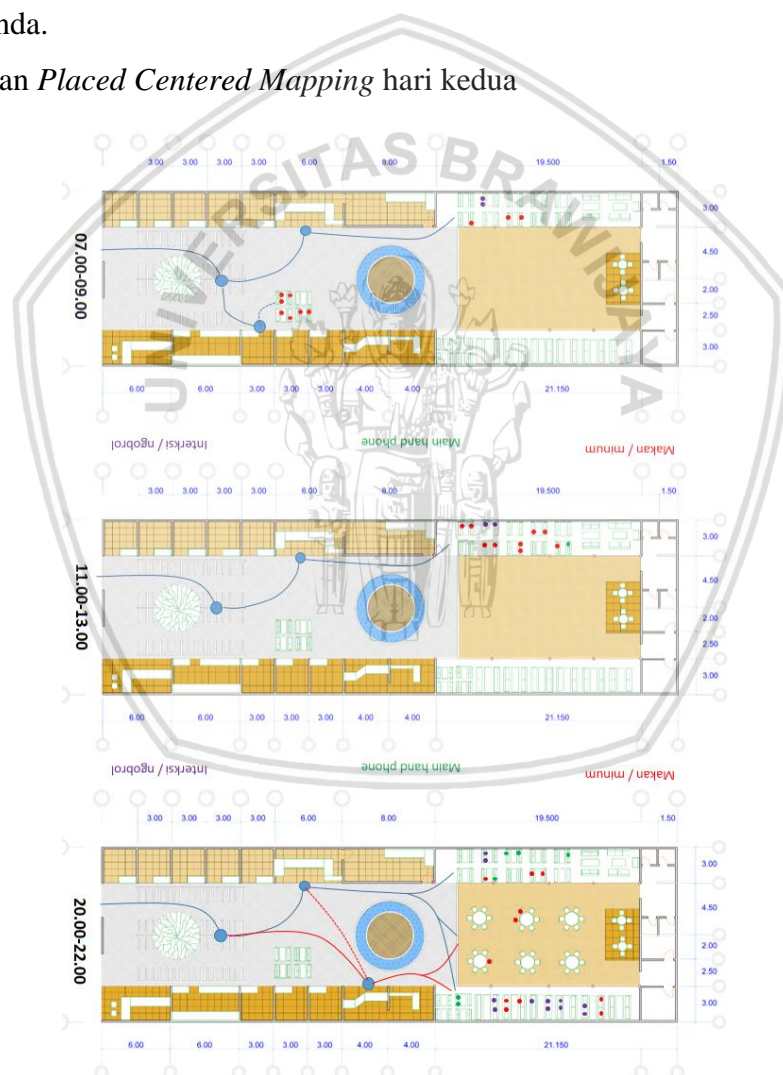 nda.
an Placed Centered Mapping hari kedua
UNIVERSITAS BRAWIJAYA
3.00 3.00 3.00 3.00 6.00 8.00 19.500 1.50
07.00-09.00
3.00
4.50
2.00
2.50
3.00
6.00 6.00 3.00 3.00 3.00 4.00 4.00 21.150
Interksi / ngobrol Main hand phone Makan / minum
3.00 3.00 3.00 3.00 6.00 8.00 19.500 1.50
11.00-13.00
3.00
4.50
2.00
2.50
3.00
6.00 6.00 3.00 3.00 3.00 4.00 4.00 21.150
Interksi / ngobrol Main hand phone Makan / minum
3.00 3.00 3.00 3.00 6.00 8.00 19.500 1.50
20.00-22.00
3.00
4.50
2.00
2.50
3.00
6.00 6.00 3.00 3.00 3.00 4.00 4.00 21.150